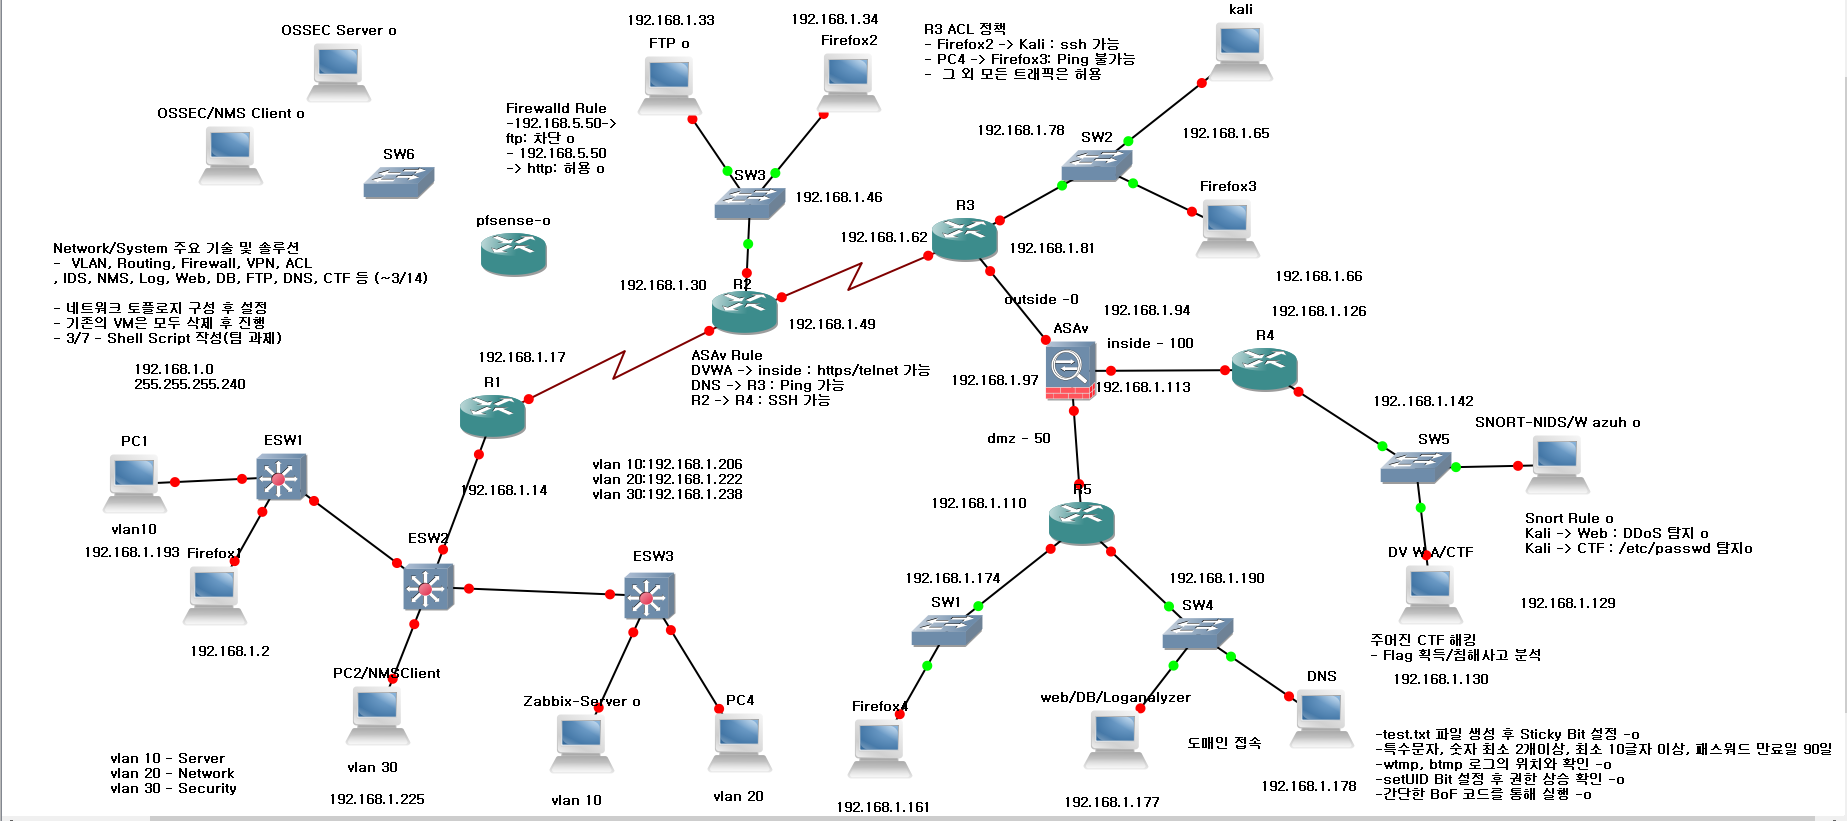 OSSEC Server o
OSSEC/NMS Client o
SW6
192.168.1.33
FTP o
192.168.1.34
Firefox2
Firewalld Rule
-192.168.5.50->
ftp: 차단 o
- 192.168.5.50
-> http: 허용 o
SW3
192.168.1.46
R3 ACL 정책
- Firefox2 -> Kali : ssh 가능
- PC4 -> Firefox3: Ping 불가능
- 그 외 모든 트래픽은 허용
kali
192.168.1.78
SW2
192.168.1.65
Firefox3
192.168.1.66
pfsense-o
R3
192.168.1.62
192.168.1.81
Network/System 주요 기술 및 솔루션
- VLAN, Routing, Firewall, VPN, ACL
, IDS, NMS, Log, Web, DB, FTP, DNS, CTF 등 (~3/14)
- 네트워크 토플로지 구성 후 설정
- 기존의 VM은 모두 삭제 후 진행
- 3/7 - Shell Script 작성(팀 과제)
192.168.1.0
255.255.255.240
192.168.1.30
R2
192.168.1.49
outside -0
192.168.1.94
ASAv
inside - 100
192.168.1.126
R4
192.168.1.97
192.168.1.113
192.168.1.17
R1
ASAv Rule
DVWA -> inside : https/telnet 가능
DNS -> R3 : Ping 가능
R2 -> R4 : SSH 가능
192..168.1.142
SW5
SNORT-NIDS/W azuh o
dmz - 50
PC1
ESW1
vlan10
192.168.1.193
Firefox1
192.168.1.2
192.168.1.14
vlan 10:192.168.1.206
vlan 20:192.168.1.222
vlan 30:192.168.1.238
192.168.1.110
R5
Snort Rule o
Kali -> Web : DDoS 탐지 o
Kali -> CTF : /etc/passwd 탐지o
DV W A/CTF
192.168.1.129
주어진 CTF 해킹
- Flag 획득/침해사고 분석
192.168.1.130
ESW2
ESW3
192.168.1.174
SW1
192.168.1.190
SW4
PC2/NMSClient
vlan 30
192.168.1.225
Zabbix-Server o
vlan 10
PC4
vlan 20
Firefox4
192.168.1.161
web/DB/Loganalyzer
192.168.1.177
도메인 접속
DNS
192.168.1.178
vlan 10 - Server
vlan 20 - Network
vlan 30 - Security
-test.txt 파일 생성 후 Sticky Bit 설정 -o
-특수문자, 숫자 최소 2개이상, 최소 10글자 이상, 패스워드 만료일 90일
-wtmp, btmp 로그의 위치와 확인 -o
-setUID Bit 설정 후 권한 상승 확인 -o
-간단한 BoF 코드를 통해 실행 -o